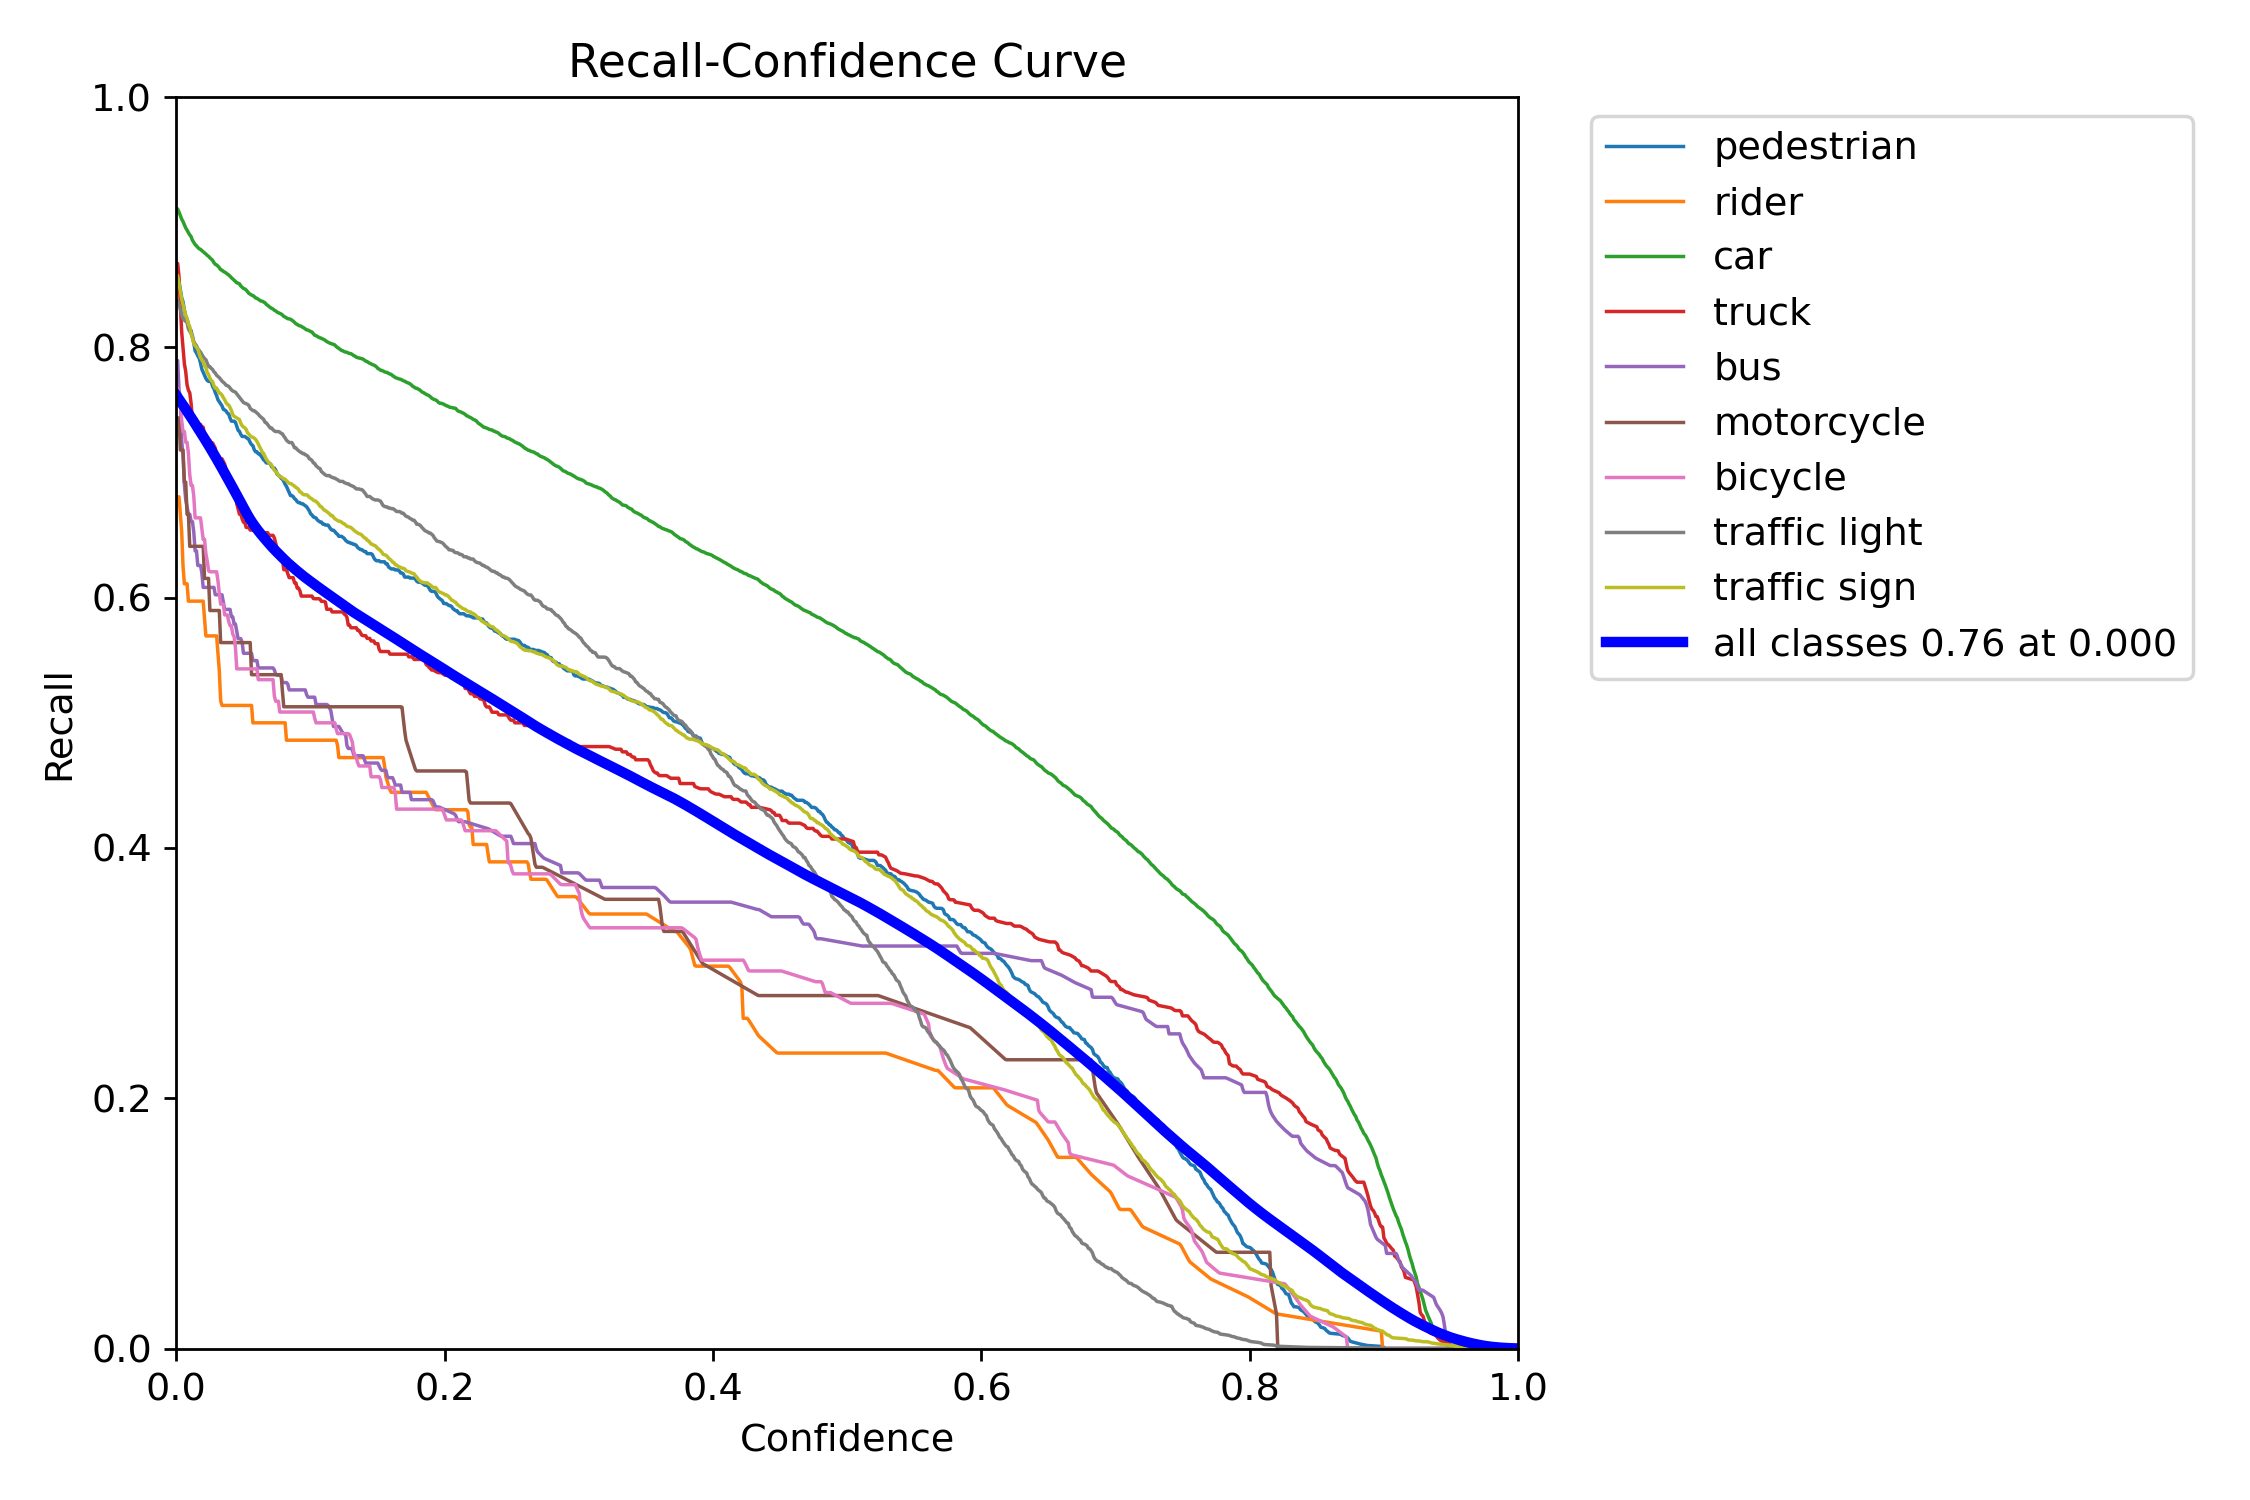 Recall-Confidence Curve
1.0
0.8
0.6
0.4
0.2
0.0
Recall
0.0 0.2 0.4 0.6 0.8 1.0
Confidence
pedestrian
rider
car
truck
bus
motorcycle
bicycle
traffic light
traffic sign
all classes 0.76 at 0.000